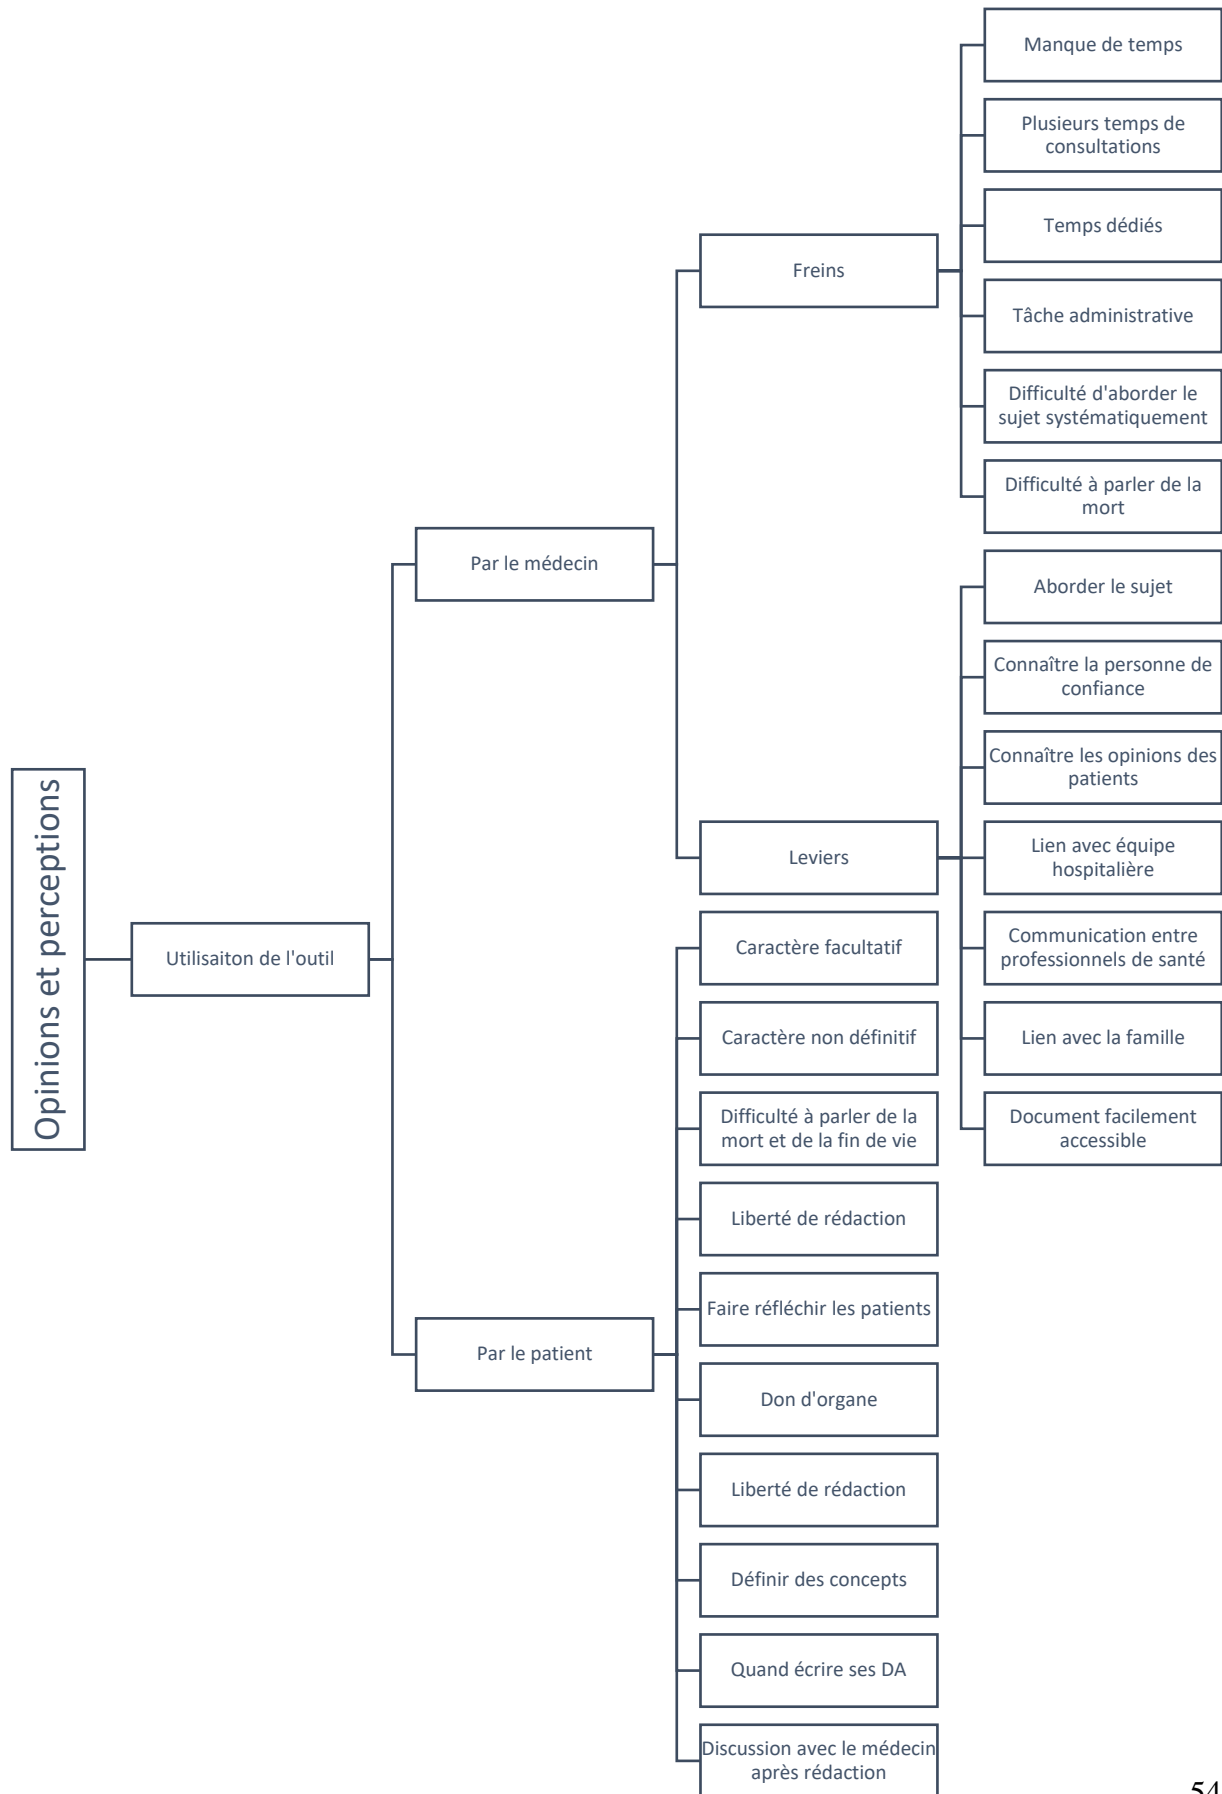 Opinions et perceptions
Utilisaiton de l'outil
Par le médecin
Freins
Manque de temps
Plusieurs temps de
consultations
Temps dédiés
Tâche administrative
Difficulté d'aborder le
sujet systématiquement
Difficulté à parler de la
mort
Leviers
Aborder le sujet
Connaître la personne de
confiance
Connaître les opinions des
patients
Lien avec équipe
hospitalière
Communication entre
professionnels de santé
Lien avec la famille
Document facilement
accessible
Par le patient
Caractère facultatif
Caractère non définitif
Difficulté à parler de la
mort et de la fin de vie
Liberté de rédaction
Faire réfléchir les patients
Don d'organe
Liberté de rédaction
Définir des concepts
Quand écrire ses DA
Discussion avec le médecin
après rédaction
54